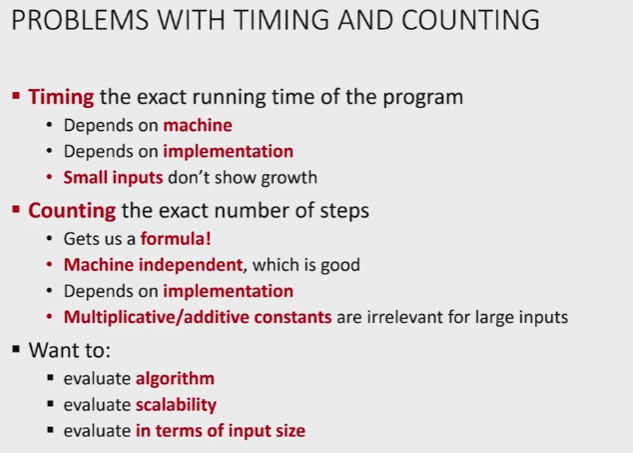 PROBLEMS WITH TIMING AND COUNTING
▪ Timing the exact running time of the program
• Depends on machine
• Depends on implementation
• Small inputs don’t show growth
▪ Counting the exact number of steps
• Gets us a formula!
• Machine independent, which is good
• Depends on implementation
• Multiplicative/additive constants are irrelevant for large inputs
▪ Want to:
▪ evaluate algorithm
▪ evaluate scalability
▪ evaluate in terms of input size